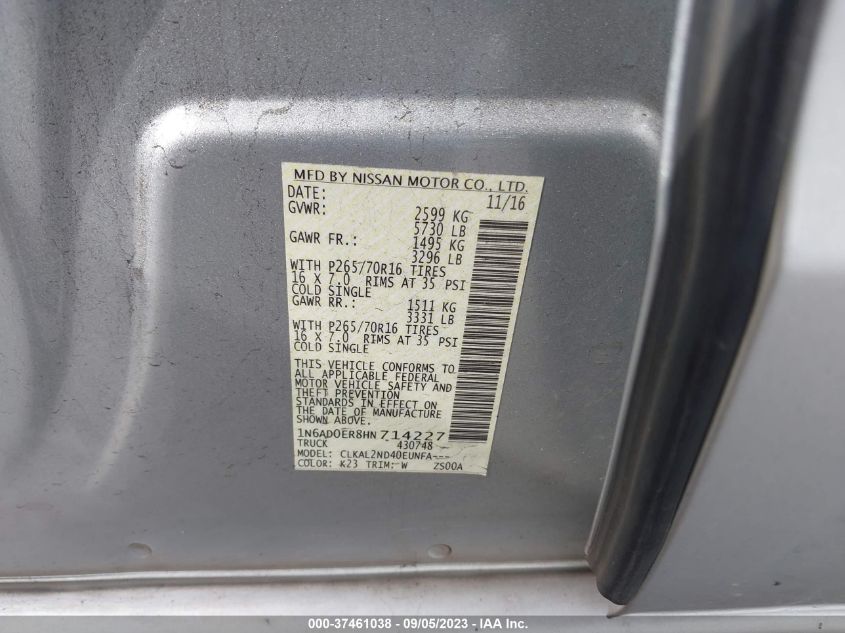 MFD BY NISSAN MOTOR CO., LTD.
DATE: 11/16
GVWR: 2599 KG
5730 LB
GAWR FR.: 1495 KG
3296 LB
WITH P265/70R16 TIRES
16 X 7.0 RIMS AT 35 PSI
COLD SINGLE
GAWR RR.: 1511 KG
3331 LB
WITH P265/70R16 TIRES
16 X 7.0 RIMS AT 35 PSI
COLD SINGLE
THIS VEHICLE CONFORMS TO
ALL APPLICABLE FEDERAL
MOTOR VEHICLE SAFETY AND
THEFT PREVENTION
STANDARDS IN EFFECT ON
THE DATE OF MANUFACTURE
SHOWN ABOVE.
1N6AD0ER8HN714227
TRUCK 430748
MODEL: CLKAL2ND40EUNFA---
COLOR: K23 TRIM: W ZS00A
000-37461038 - 09/05/2023 - IAA Inc.